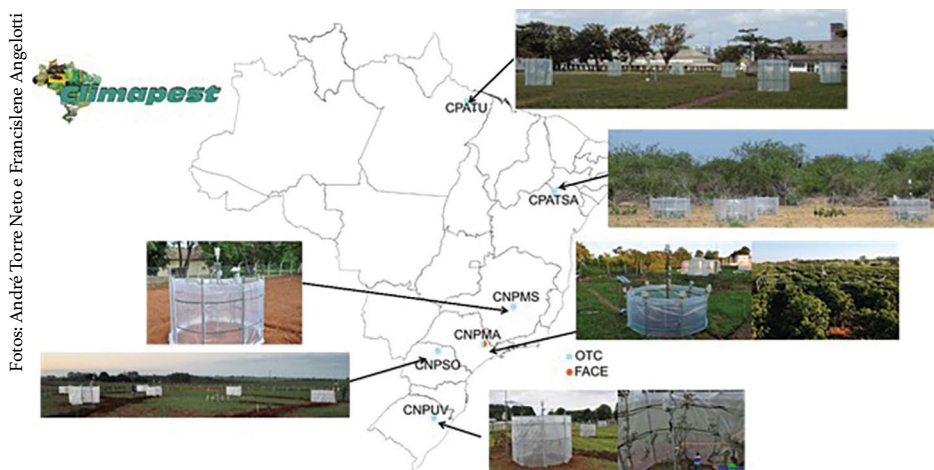 Fotos: André Torre Neto e Francislene Angelotti
climapest
CPATU
CPATSA
CNPMS
CNPMA
CNPSO
OTC
FACE
CNPUV